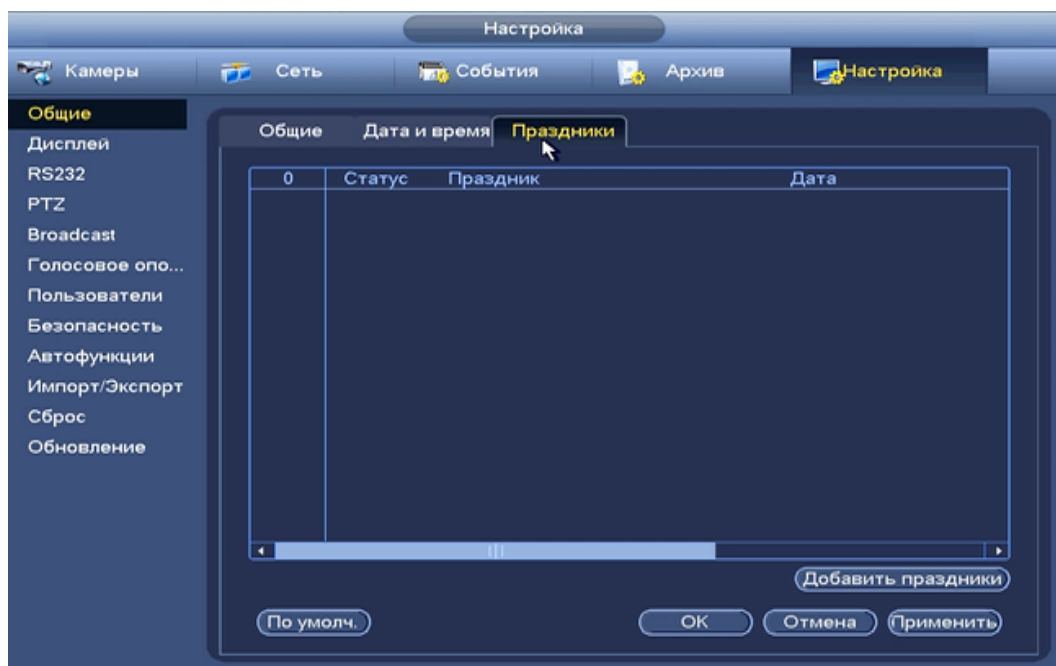 Настройка
Камеры Сеть События Архив Настройка
Общие
Дисплей
RS232
PTZ
Broadcast
Голосовое опо...
Пользователи
Безопасность
Автофункции
Импорт/Экспорт
Сброс
Обновление
Общие Дата и время Праздники
0 Статус Праздник Дата
Добавить праздники
По умолч. OK Отмена Применить